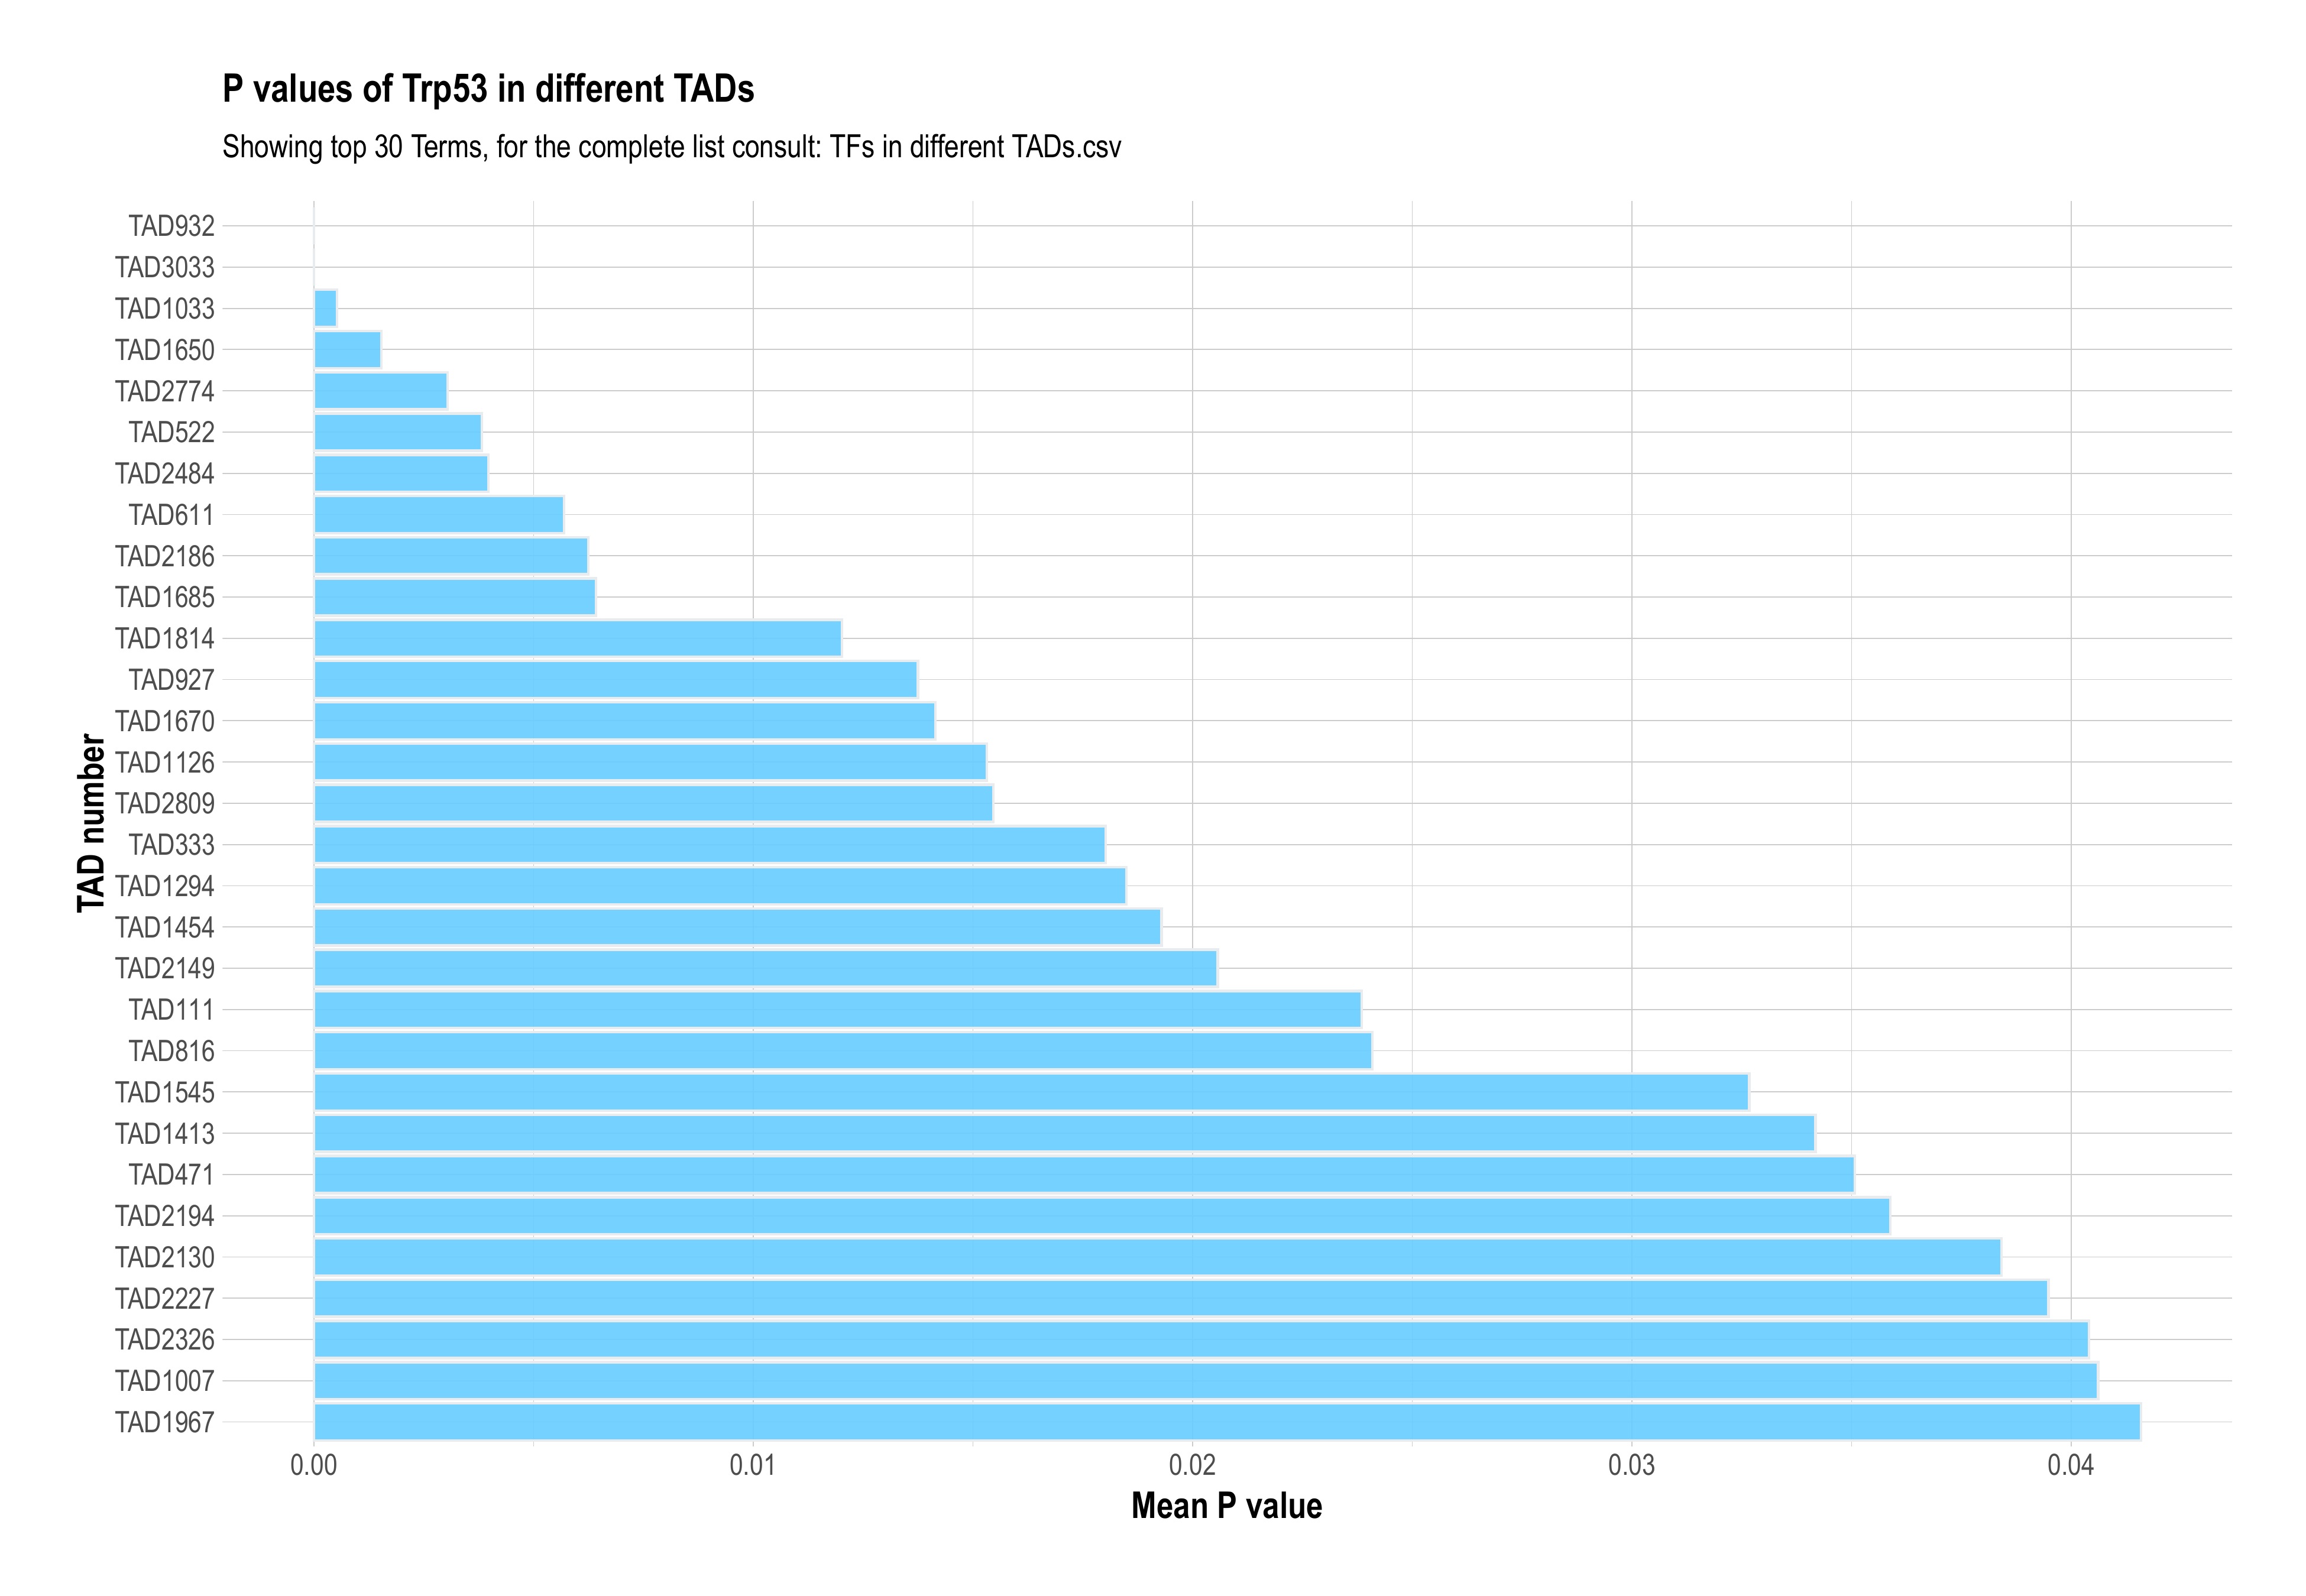 P values of Trp53 in different TADs
Showing top 30 Terms, for the complete list consult: TFs in different TADs.csv
TAD number
TAD932
TAD3033
TAD1033
TAD1650
TAD2774
TAD522
TAD2484
TAD611
TAD2186
TAD1685
TAD1814
TAD927
TAD1670
TAD1126
TAD2809
TAD333
TAD1294
TAD1454
TAD2149
TAD111
TAD816
TAD1545
TAD1413
TAD471
TAD2194
TAD2130
TAD2227
TAD2326
TAD1007
TAD1967
0.00 0.01 0.02 0.03 0.04
Mean P value